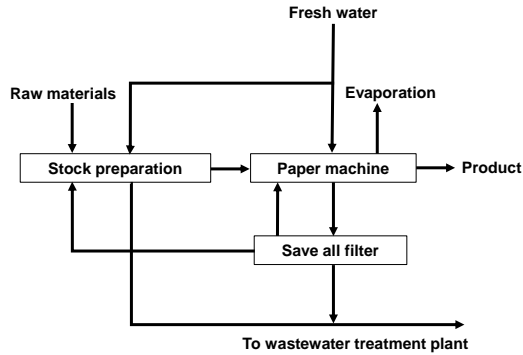 Fresh water
Raw materials
Evaporation
Stock preparation
Paper machine
Product
Save all filter
To wastewater treatment plant